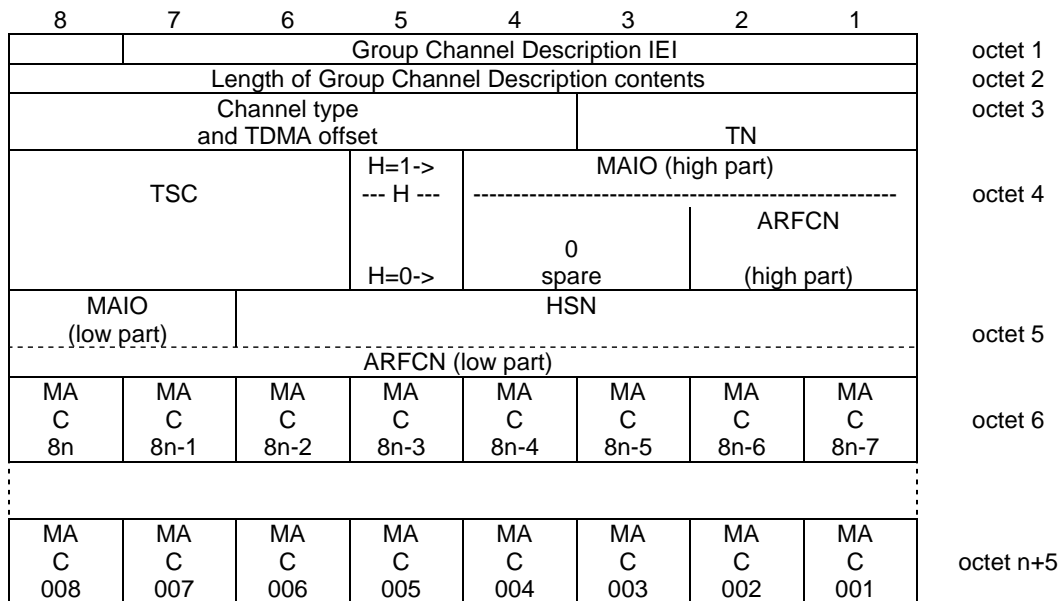 8 7 6 5 4 3 2 1
Group Channel Description IEI octet 1
Length of Group Channel Description contents octet 2
Channel type octet 3
and TDMA offset TN
H=1-> MAIO (high part)
TSC --- H --- ---------------------------------------------------- octet 4
ARFCN
0
H=0-> spare (high part)
MAIO HSN
(low part) octet 5
ARFCN (low part)
MA MA MA MA MA MA MA MA
C C C C C C C C octet 6
8n 8n-1 8n-2 8n-3 8n-4 8n-5 8n-6 8n-7
MA MA MA MA MA MA MA MA
C C C C C C C C octet n+5
008 007 006 005 004 003 002 001